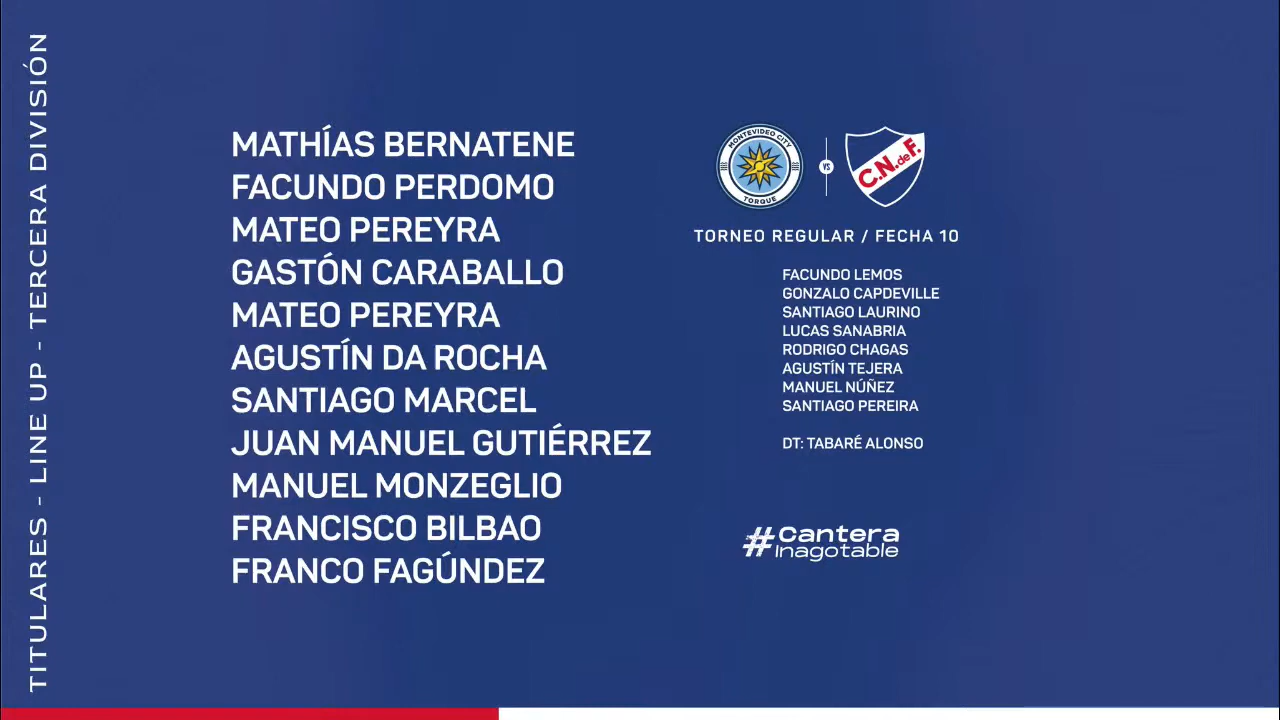 TITULARES - LINE UP - TERCERA DIVISIÓN
MATHÍAS BERNATENE
FACUNDO PERDOMO
MATEO PEREYRA
GASTÓN CARABALLO
MATEO PEREYRA
AGUSTÍN DA ROCHA
SANTIAGO MARCEL
JUAN MANUEL GUTIÉRREZ
MANUEL MONZEGLIO
FRANCISCO BILBAO
FRANCO FAGÚNDEZ
MONTEVIDEO CITY
TORQUE
VS
C.N.deF.
TORNEO REGULAR / FECHA 10
FACUNDO LEMOS
GONZALO CAPDEVILLE
SANTIAGO LAURINO
LUCAS SANABRIA
RODRIGO CHAGAS
AGUSTÍN TEJERA
MANUEL NÚÑEZ
SANTIAGO PEREIRA
DT: TABARÉ ALONSO
#Cantera
Inagotable